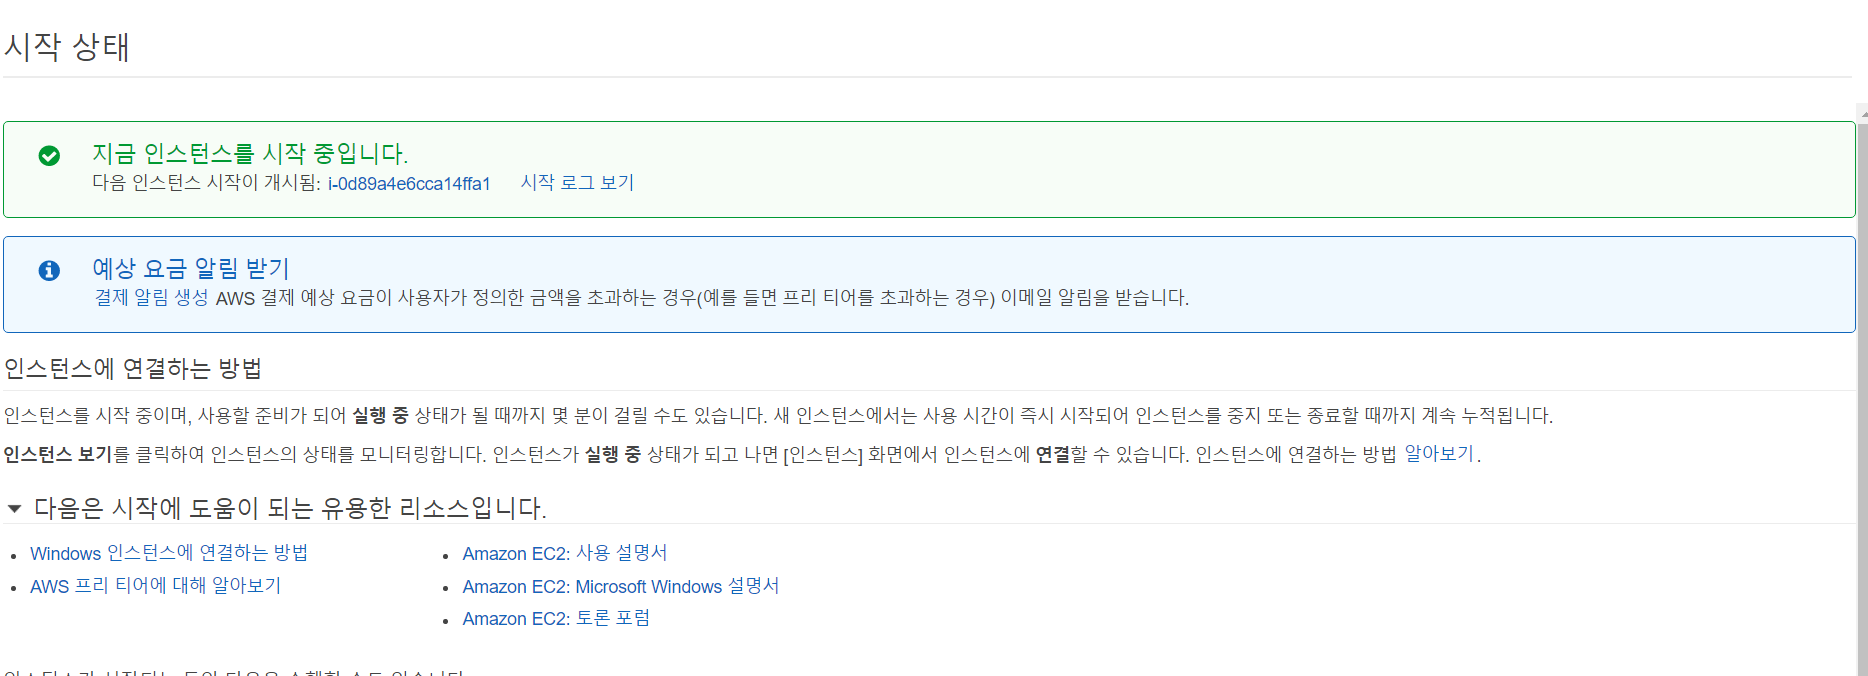 시작 상태
지금 인스턴스를 시작 중입니다.
다음 인스턴스 시작이 개시됨: i-0d89a4e6cca14ffa1 시작 로그 보기
예상 요금 알림 받기
결제 알림 생성 AWS 결제 예상 요금이 사용자가 정의한 금액을 초과하는 경우(예를 들면 프리 티어를 초과하는 경우) 이메일 알림을 받습니다.
인스턴스에 연결하는 방법
인스턴스를 시작 중이며, 사용할 준비가 되어 실행 중 상태가 될 때까지 몇 분이 걸릴 수도 있습니다. 새 인스턴스에서는 사용 시간이 즉시 시작되어 인스턴스를 중지 또는 종료할 때까지 계속 누적됩니다.
인스턴스 보기를 클릭하여 인스턴스의 상태를 모니터링합니다. 인스턴스가 실행 중 상태가 되고 나면 [인스턴스] 화면에서 인스턴스에 연결할 수 있습니다. 인스턴스에 연결하는 방법 알아보기.
다음은 시작에 도움이 되는 유용한 리소스입니다.
Windows 인스턴스에 연결하는 방법
AWS 프리 티어에 대해 알아보기
Amazon EC2: 사용 설명서
Amazon EC2: Microsoft Windows 설명서
Amazon EC2: 토론 포럼